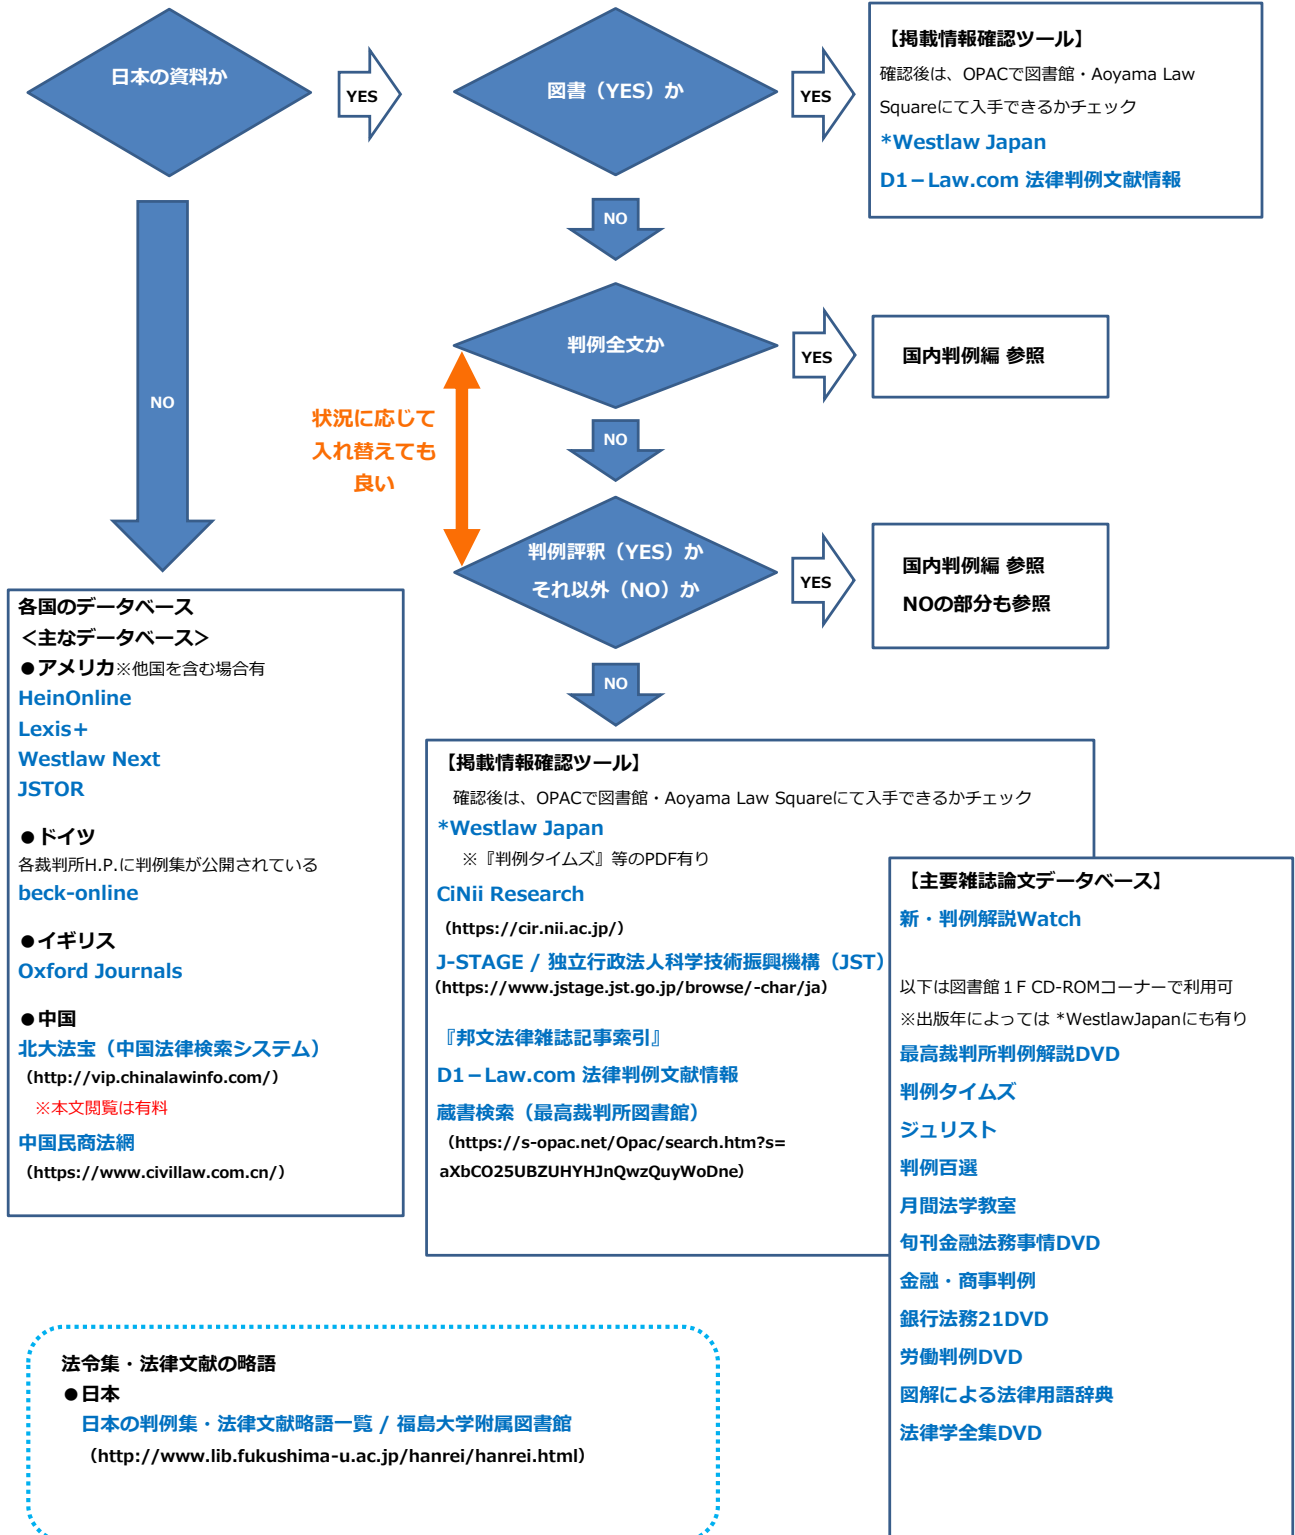 日本の資料か
YES
図書（YES）か
YES
【掲載情報確認ツール】
確認後は、OPACで図書館・Aoyama Law
Squareにて入手できるかチェック
*Westlaw Japan
D1－Law.com 法律判例文献情報
NO
判例全文か
YES
国内判例編 参照
NO
状況に応じて
入れ替えても
良い
NO
判例評釈（YES）か
それ以外（NO）か
YES
国内判例編 参照
NOの部分も参照
NO
各国のデータベース
＜主なデータベース＞
●アメリカ※他国を含む場合有
HeinOnline
Lexis+
Westlaw Next
JSTOR
●ドイツ
各裁判所H.P.に判例集が公開されている
beck-online
●イギリス
Oxford Journals
●中国
北大法宝（中国法律検索システム）
（http://vip.chinalawinfo.com/）
※本文閲覧は有料
中国民商法網
（https://www.civillaw.com.cn/）
【掲載情報確認ツール】
確認後は、OPACで図書館・Aoyama Law Squareにて入手できるかチェック
*Westlaw Japan
※『判例タイムズ』等のPDF有り
CiNii Research
（https://cir.nii.ac.jp/）
J-STAGE / 独立行政法人科学技術振興機構（JST）
（https://www.jstage.jst.go.jp/browse/-char/ja）
『邦文法律雑誌記事索引』
D1－Law.com 法律判例文献情報
蔵書検索（最高裁判所図書館）
（https://s-opac.net/Opac/search.htm?s=
aXbCO25UBZUHYHJnQwzQuyWoDne）
【主要雑誌論文データベース】
新・判例解説Watch
以下は図書館１F CD-ROMコーナーで利用可
※出版年によっては *WestlawJapanにも有り
最高裁判所判例解説DVD
判例タイムズ
ジュリスト
判例百選
月間法学教室
旬刊金融法務事情DVD
金融・商事判例
銀行法務21DVD
労働判例DVD
図解による法律用語辞典
法律学全集DVD
法令集・法律文献の略語
●日本
日本の判例集・法律文献略語一覧 / 福島大学附属図書館
（http://www.lib.fukushima-u.ac.jp/hanrei/hanrei.html）